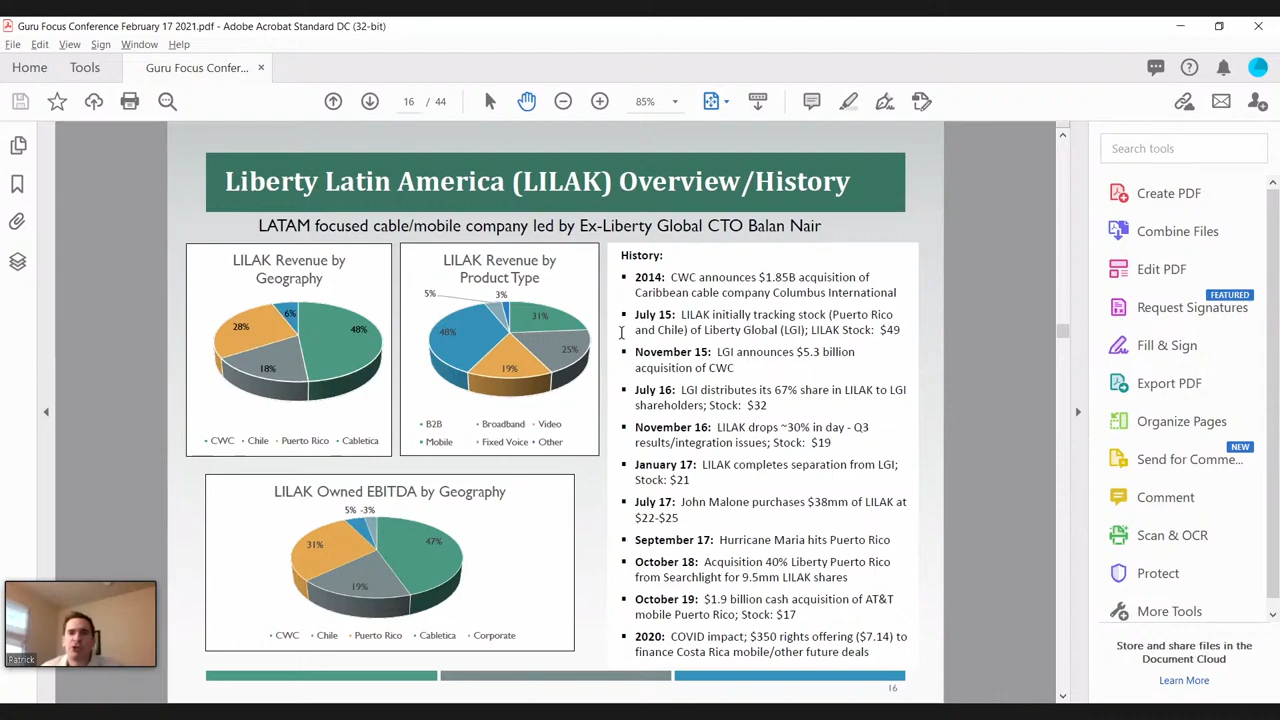 Guru Focus Conference February 17 2021.pdf - Adobe Acrobat Standard DC (32-bit)
File Edit View Sign Window Help
Home Tools Guru Focus Confer... ×
16 / 44 85%
Search tools
Create PDF
Combine Files
Edit PDF
FEATURED
Request Signatures
Fill & Sign
Export PDF
Organize Pages
NEW
Send for Comme...
Comment
Scan & OCR
Protect
More Tools
Store and share files in the
Document Cloud
Learn More
Liberty Latin America (LILAK) Overview/History
LATAM focused cable/mobile company led by Ex-Liberty Global CTO Balan Nair
LILAK Revenue by
Geography
6%
28%
48%
18%
CWC Chile Puerto Rico Cabletica
LILAK Revenue by
Product Type
5% 3%
31%
48%
25%
19%
B2B Broadband Video
Mobile Fixed Voice Other
LILAK Owned EBITDA by Geography
5% -3%
31%
47%
19%
CWC Chile Puerto Rico Cabletica Corporate
History:
▪ 2014: CWC announces $1.85B acquisition of
Caribbean cable company Columbus International
▪ July 15: LILAK initially tracking stock (Puerto Rico
and Chile) of Liberty Global (LGI); LILAK Stock: $49
▪ November 15: LGI announces $5.3 billion
acquisition of CWC
▪ July 16: LGI distributes its 67% share in LILAK to LGI
shareholders; Stock: $32
▪ November 16: LILAK drops ~30% in day - Q3
results/integration issues; Stock: $19
▪ January 17: LILAK completes separation from LGI;
Stock: $21
▪ July 17: John Malone purchases $38mm of LILAK at
$22-$25
▪ September 17: Hurricane Maria hits Puerto Rico
▪ October 18: Acquisition 40% Liberty Puerto Rico
from Searchlight for 9.5mm LILAK shares
▪ October 19: $1.9 billion cash acquisition of AT&T
mobile Puerto Rico; Stock: $17
▪ 2020: COVID impact; $350 rights offering ($7.14) to
finance Costa Rica mobile/other future deals
16
Patrick